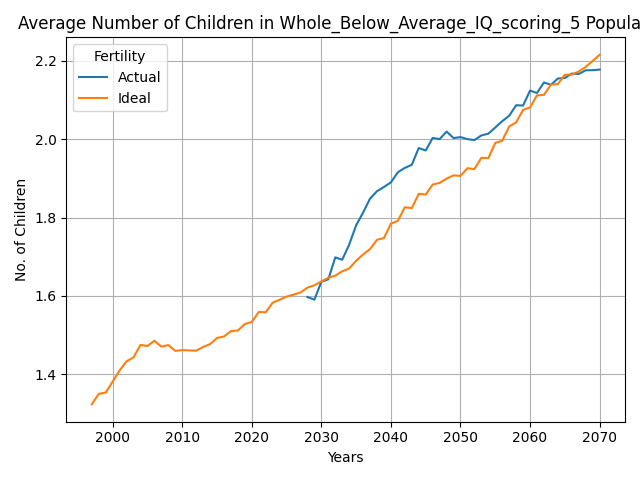 Average Number of Children in Whole_Below_Average_IQ_scoring_5 Popula
Fertility
Actual
Ideal
No. of Children
2.2
2.0
1.8
1.6
1.4
2000 2010 2020 2030 2040 2050 2060 2070
Years